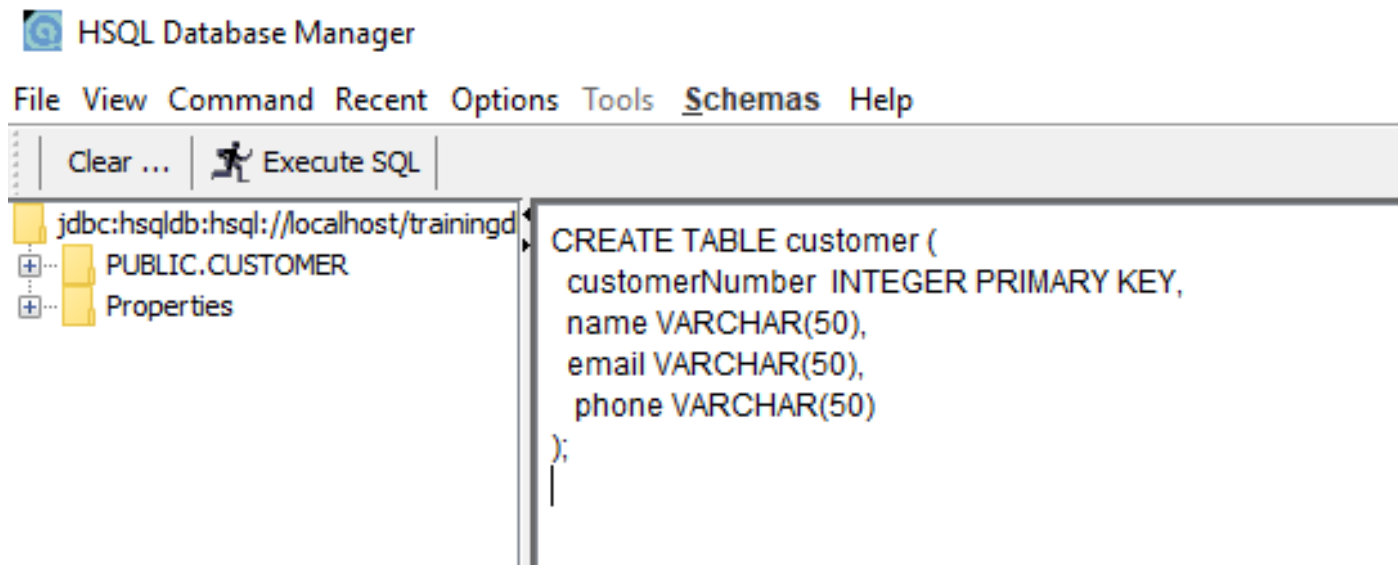 HSQL Database Manager
File View Command Recent Options Tools Schemas Help
Clear ... Execute SQL
jdbc:hsqldb:hsql://localhost/trainingd
PUBLIC.CUSTOMER
Properties
CREATE TABLE customer (
customerNumber INTEGER PRIMARY KEY,
name VARCHAR(50),
email VARCHAR(50),
phone VARCHAR(50)
);